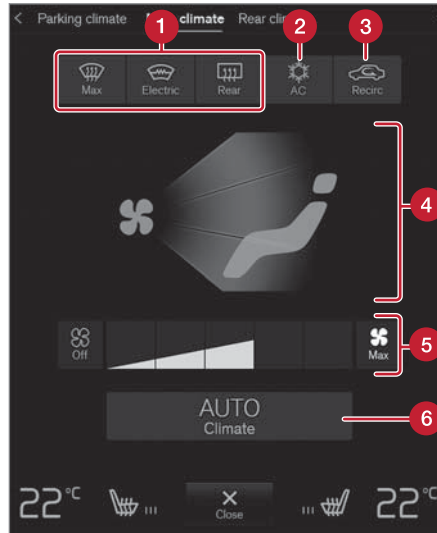 Parking climate climate Rear
1 2 3
Max Electric Rear AC Recirc
4
Off Max 5
AUTO
Climate 6
22°C Close 22°C